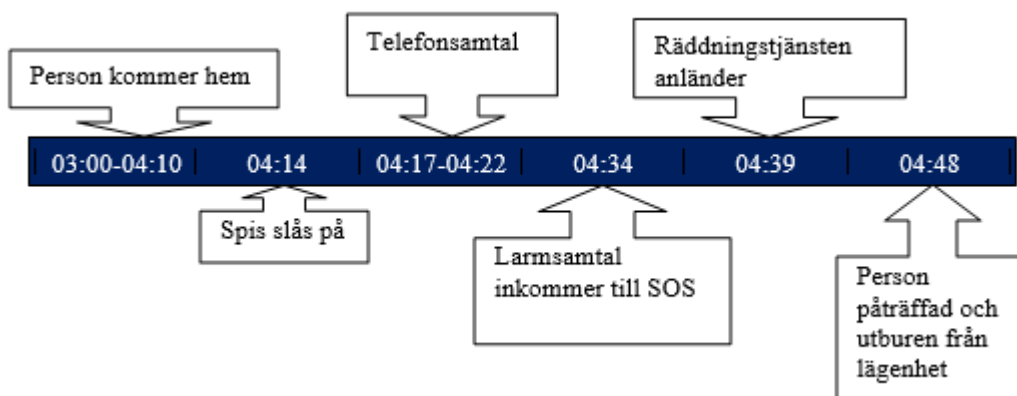 Person kommer hem
Telefonsamtal
Räddningstjänsten
anländer
03:00-04:10
04:14
04:17-04:22
04:34
04:39
04:48
Spis slås på
Larmsamtal
inkommer till SOS
Person
påträffad och
utburen från
lägenhet